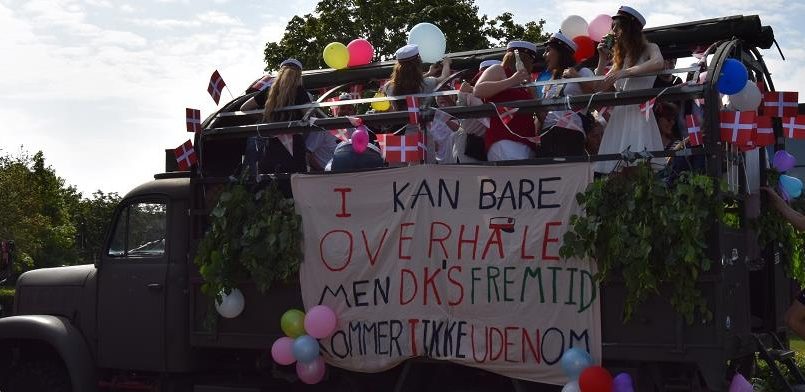 I KAN BARE
OVERHALE
MEN DK'S FREMTID
KOMMER I IKKE UDENOM